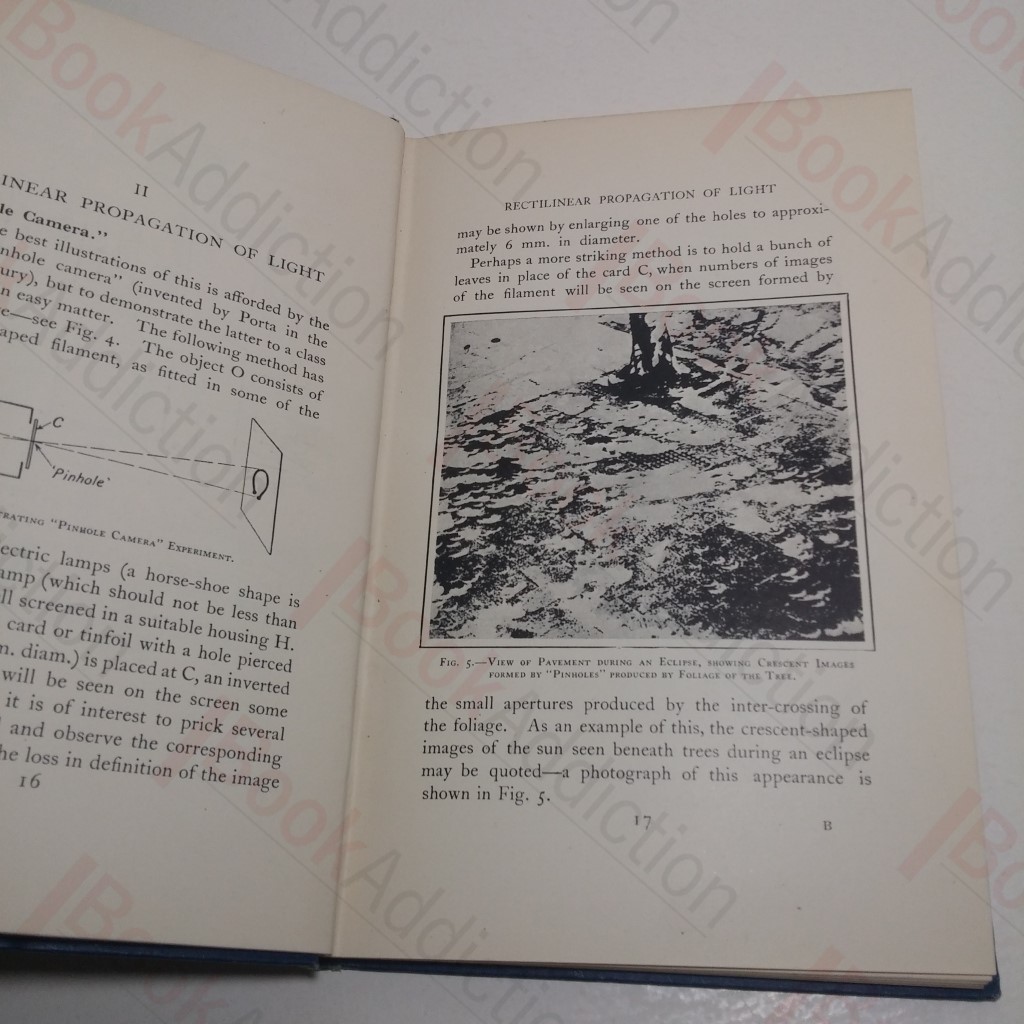 II
INEAR PROPAGATION OF LIGHT
le Camera."
e best illustrations of this is afforded by the
nhole camera" (invented by Porta in the
ury), but to demonstrate the latter to a class
n easy matter. The following method has
e—see Fig. 4. The object O consists of
aped filament, as fitted in some of the
C
'Pinhole'
RATING "PINHOLE CAMERA" EXPERIMENT.
lectric lamps (a horse-shoe shape is
amp (which should not be less than
ll screened in a suitable housing H.
card or tinfoil with a hole pierced
m. diam.) is placed at C, an inverted
will be seen on the screen some
it is of interest to prick several
and observe the corresponding
he loss in definition of the image
16
RECTILINEAR PROPAGATION OF LIGHT
may be shown by enlarging one of the holes to approxi-
mately 6 mm. in diameter.
Perhaps a more striking method is to hold a bunch of
leaves in place of the card C, when numbers of images
of the filament will be seen on the screen formed by
FIG. 5.—VIEW OF PAVEMENT DURING AN ECLIPSE, SHOWING CRESCENT IMAGES
FORMED BY "PINHOLES" PRODUCED BY FOLIAGE OF THE TREE.
the small apertures produced by the inter-crossing of
the foliage. As an example of this, the crescent-shaped
images of the sun seen beneath trees during an eclipse
may be quoted—a photograph of this appearance is
shown in Fig. 5.
17
B
BookAddiction